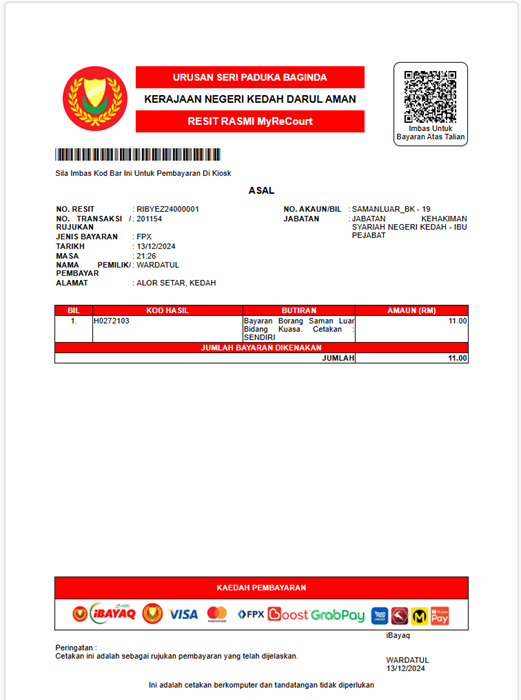 URUSAN SERI PADUKA BAGINDA
KERAJAAN NEGERI KEDAH DARUL AMAN
RESIT RASMI MyReCourt
Imbas Untuk
Bayaran Atas Talian
Sila Imbas Kod Bar Ini Untuk Pembayaran Di Kiosk
ASAL
NO. RESIT : RIBYEZ24000001
NO. TRANSAKSI / RUJUKAN : 201154
JENIS BAYARAN : FPX
TARIKH : 13/12/2024
MASA : 21:26
NAMA PEMILIK/ PEMBAYAR : WARDATUL
ALAMAT : ALOR SETAR, KEDAH
NO. AKAUN/BIL : SAMANLUAR_BK - 19
JABATAN : JABATAN KEHAKIMAN
SYARIAH NEGERI KEDAH - IBU
PEJABAT
BIL KOD HASIL BUTIRAN AMAUN (RM)
1. H0272103 Bayaran Borang Saman Luar 11.00
Bidang Kuasa. Cetakan :
SENDIRI
JUMLAH BAYARAN DIKENAKAN
JUMLAH 11.00
KAEDAH PEMBAYARAN
iBAYAQ VISA mastercard FPX Boost GrabPay Pay
iBayaq
Peringatan :
Cetakan ini adalah sebagai rujukan pembayaran yang telah dijelaskan.
WARDATUL
13/12/2024
Ini adalah cetakan berkomputer dan tandatangan tidak diperlukan